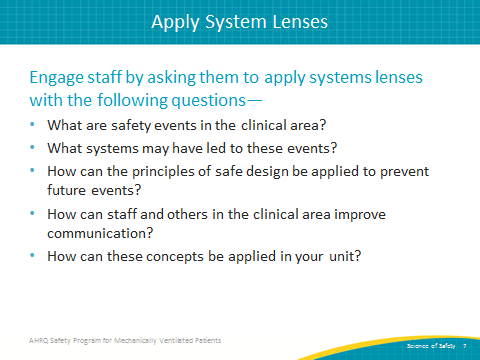 Apply System Lenses
Engage staff by asking them to apply systems lenses
with the following questions—
• What are safety events in the clinical area?
• What systems may have led to these events?
• How can the principles of safe design be applied to prevent
future events?
• How can staff and others in the clinical area improve
communication?
• How can these concepts be applied in your unit?
AHRQ Safety Program for Mechanically Ventilated Patients
Science of Safety 7